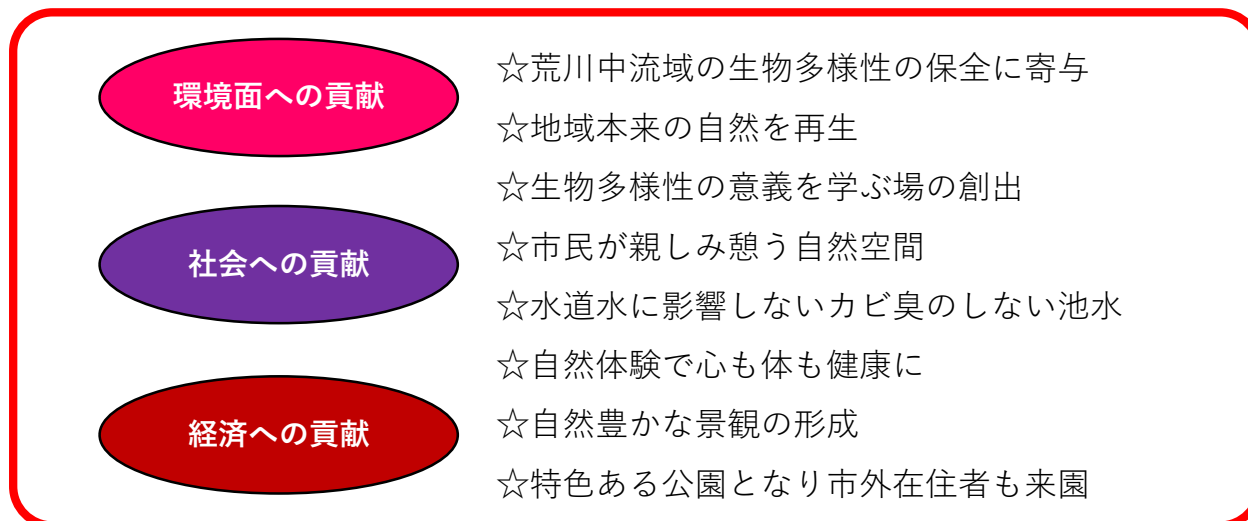 環境面への貢献
☆荒川中流域の生物多様性の保全に寄与
☆地域本来の自然を再生
☆生物多様性の意義を学ぶ場の創出
社会への貢献
☆市民が親しみ憩う自然空間
☆水道水に影響しないカビ臭のしない池水
☆自然体験で心も体も健康に
経済への貢献
☆自然豊かな景観の形成
☆特色ある公園となり市外在住者も来園